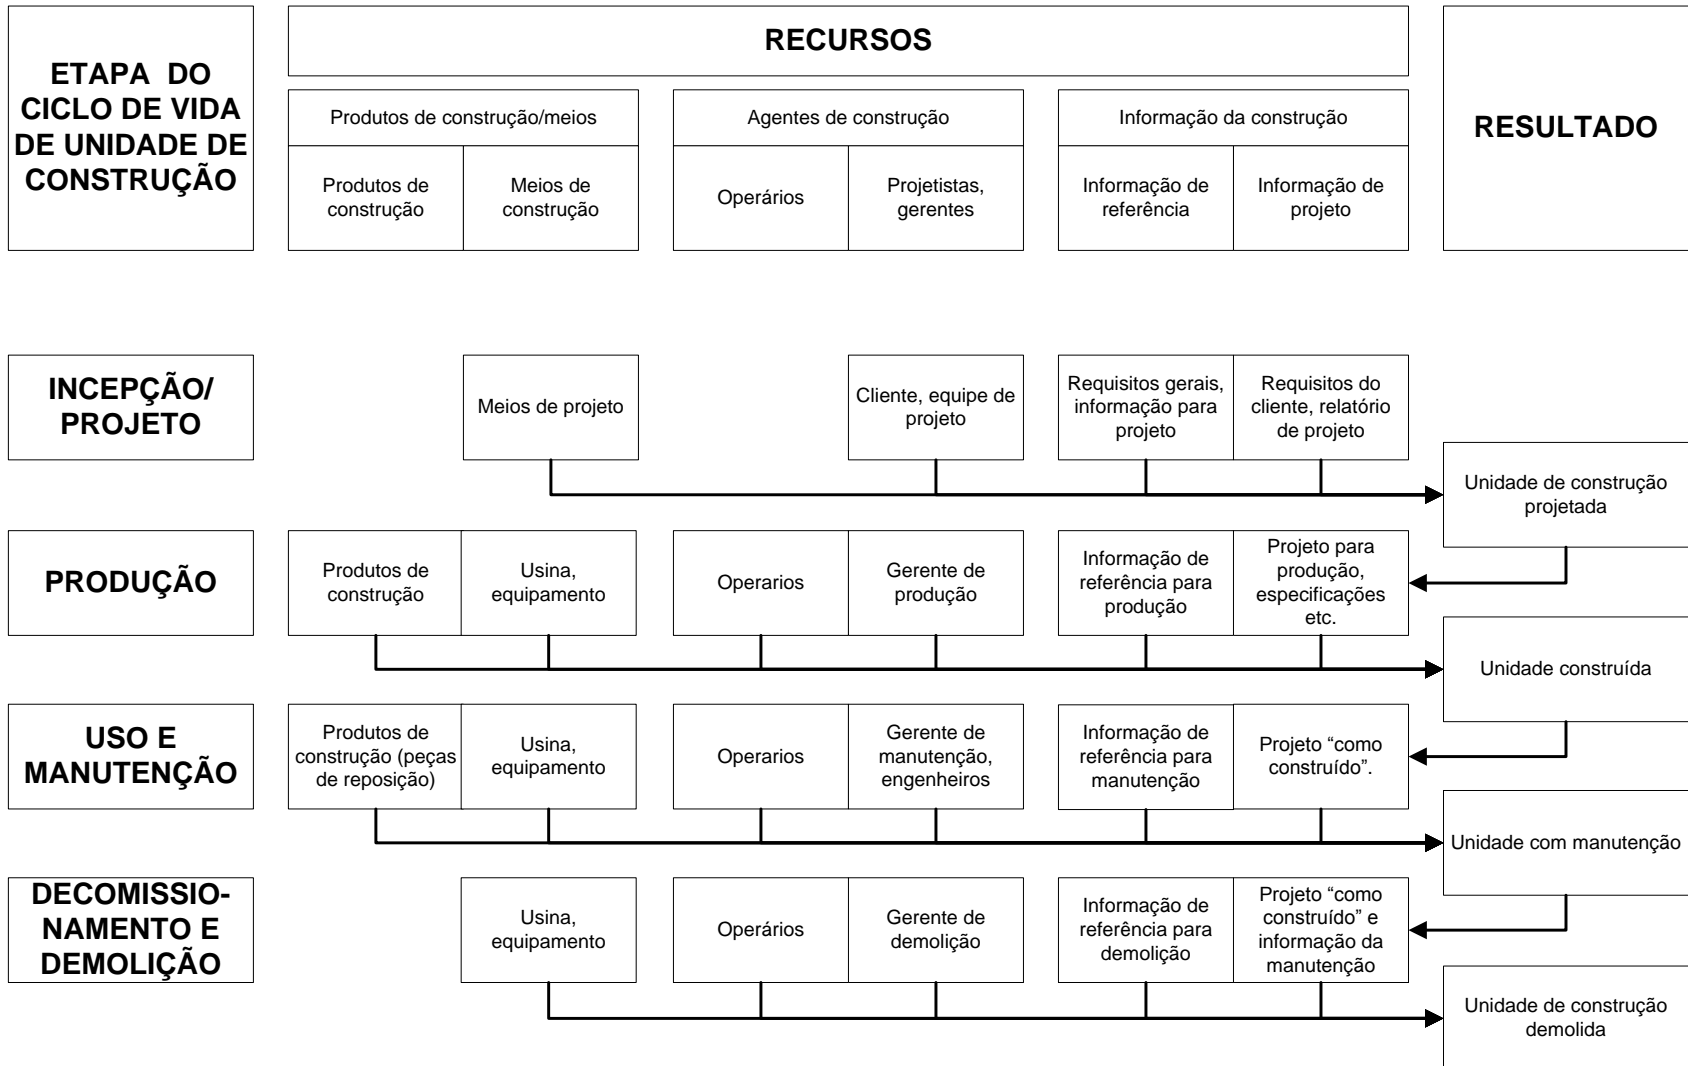 ETAPA DO
CICLO DE VIDA
DE UNIDADE DE
CONSTRUÇÃO
RECURSOS
RESULTADO
Produtos de construção/meios
Agentes de construção
Informação da construção
Produtos de
construção
Meios de
construção
Operários
Projetistas,
gerentes
Informação de
referência
Informação de
projeto
INCEPÇÃO/
PROJETO
Meios de projeto
Cliente, equipe de
projeto
Requisitos gerais,
informação para
projeto
Requisitos do
cliente, relatório
de projeto
Unidade de construção
projetada
PRODUÇÃO
Produtos de
construção
Usina,
equipamento
Operarios
Gerente de
produção
Informação de
referência para
produção
Projeto para
produção,
especificações
etc.
Unidade construída
USO E
MANUTENÇÃO
Produtos de
construção (peças
de reposição)
Usina,
equipamento
Operarios
Gerente de
manutenção,
engenheiros
Informação de
referência para
manutenção
Projeto “como
construído”.
Unidade com manutenção
DECOMISSIO-
NAMENTO E
DEMOLIÇÃO
Usina,
equipamento
Operários
Gerente de
demolição
Informação de
referência para
demolição
Projeto “como
construído” e
informação da
manutenção
Unidade de construção
demolida